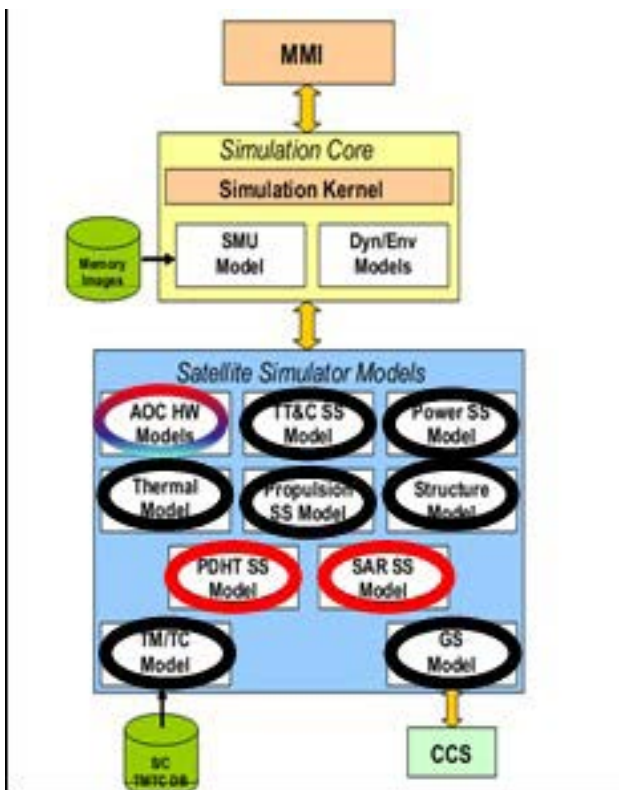 MMI
Simulation Core
Simulation Kernel
SMU
Model
Dyn/Env
Models
Memory
Images
Satellite Simulator Models
AOC HW
Models
TT&C SS
Model
Power SS
Model
Thermal
Model
Propulsion
SS Model
Structure
Model
PDHT SS
Model
SAR SS
Model
TM/TC
Model
GS
Model
S/C
TMTC DB
CCS